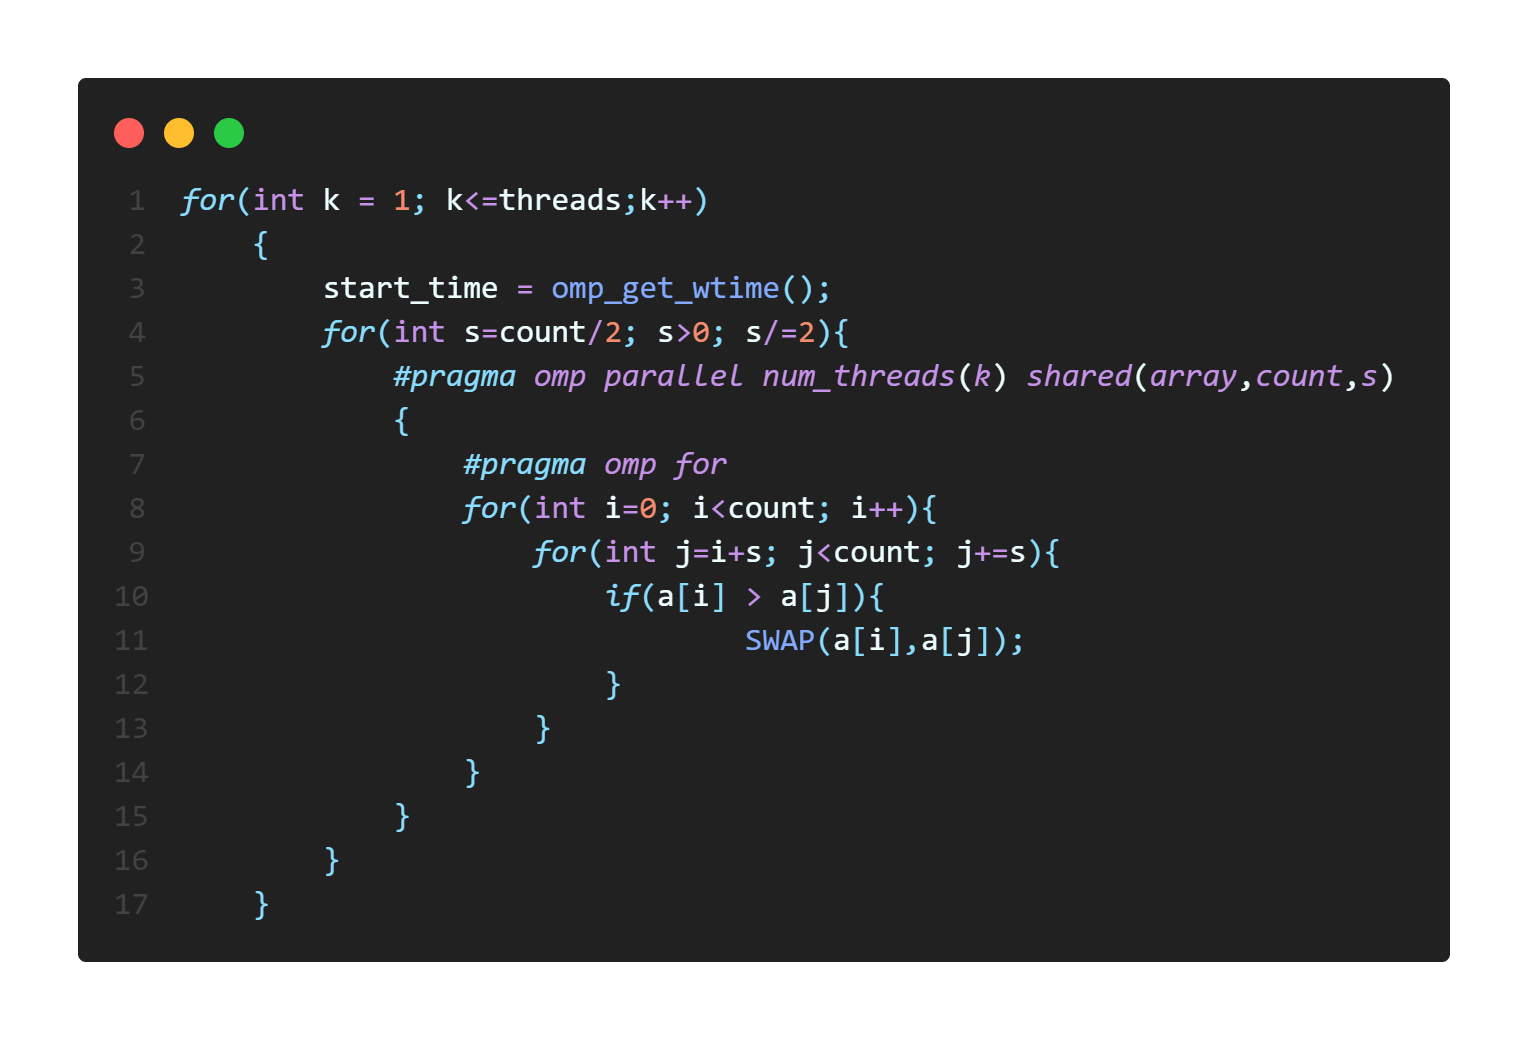 1 for(int k = 1; k<=threads;k++)
2 {
3 start_time = omp_get_wtime();
4 for(int s=count/2; s>0; s/=2){
5 #pragma omp parallel num_threads(k) shared(array,count,s)
6 {
7 #pragma omp for
8 for(int i=0; i<count; i++){
9 for(int j=i+s; j<count; j+=s){
10 if(a[i] > a[j]){
11 SWAP(a[i],a[j]);
12 }
13 }
14 }
15 }
16 }
17 }